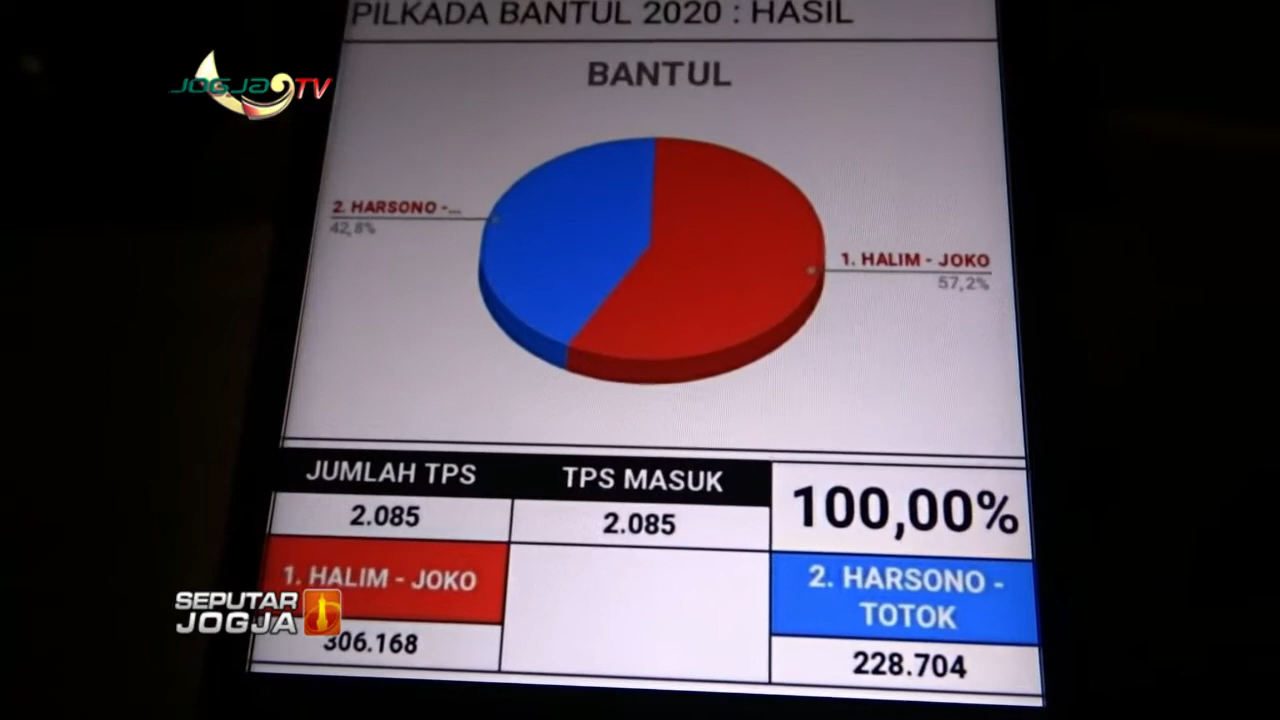 PILKADA BANTUL 2020 : HASIL
JOGJA TV
BANTUL
2. HARSONO -...
42,8%
1. HALIM - JOKO
57,2%
JUMLAH TPS
TPS MASUK
100,00%
2.085
2.085
1. HALIM - JOKO
2. HARSONO -
TOTOK
SEPUTAR
JOGJA
306.168
228.704